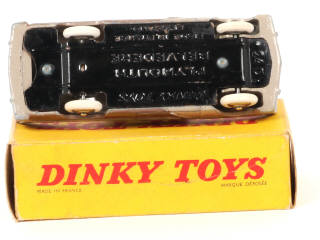 PLYMOUTH
BELVEDERE
DINKY TOYS
MADE IN FRANCE
MARQUE DÉPOSÉE